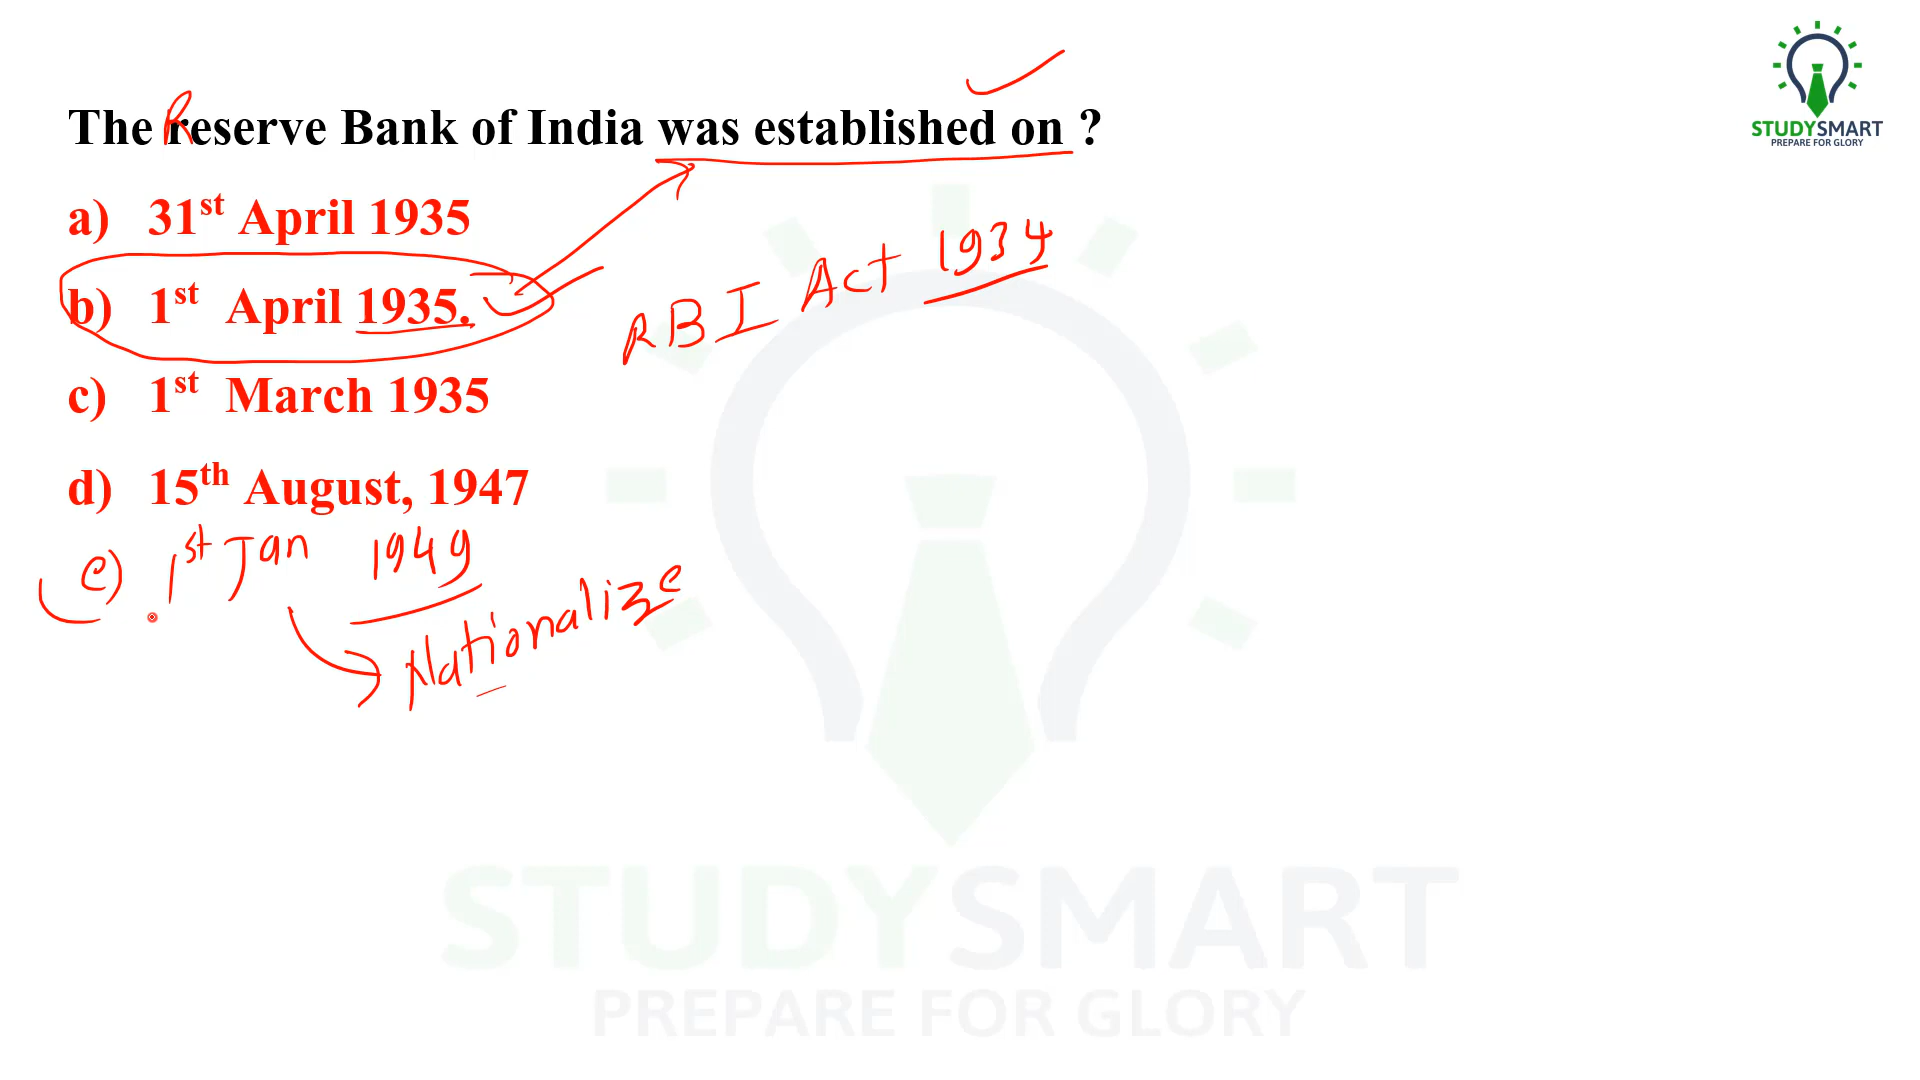 The reserve Bank of India was established on ?
R
a) 31st April 1935
b) 1st April 1935.
RBI Act 1934
c) 1st March 1935
d) 15th August, 1947
e) 1st Jan 1949
Nationalize
STUDYSMART
PREPARE FOR GLORY
STUDYSMART
PREPARE FOR GLORY